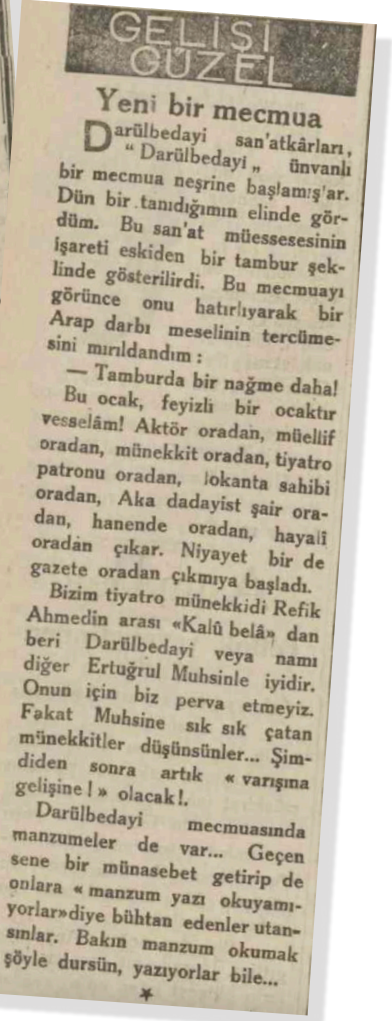 GELİŞİ
GÜZEL
Yeni bir mecmua
Darülbedayi san'atkârları,
“ Darülbedayi „ ünvanlı
bir mecmua neşrine başlamış'ar.
Dün bir tanıdığımın elinde gör-
düm. Bu san'at müessesesinin
işareti eskiden bir tambur şek-
linde gösterilirdi. Bu mecmuayı
görünce onu hatırlıyarak bir
Arap darbı meselinin tercüme-
sini mırıldandım :
— Tamburda bir nağme daha!
Bu ocak, feyizli bir ocaktır
vesselâm! Aktör oradan, müellif
oradan, münekkit oradan, tiyatro
patronu oradan, lokanta sahibi
oradan, Aka dadayist şair ora-
dan, hanende oradan, hayalî
oradan çıkar. Niyayet bir de
gazete oradan çıkmıya başladı.
Bizim tiyatro münekkidi Refik
Ahmedin arası «Kalû belâ» dan
beri Darülbedayi veya namı
diğer Ertuğrul Muhsinle iyidir.
Onun için biz perva etmeyiz.
Fakat Muhsine sık sık çatan
münekkitler düşünsünler... Şim-
diden sonra artık « varışına
gelişine ! » olacak !.
Darülbedayi mecmuasında
manzumeler de var... Geçen
sene bir münasebet getirip de
onlara « manzum yazı okuyamı-
yorlar»diye bühtan edenler utan-
sınlar. Bakın manzum okumak
şöyle dursün, yazıyorlar bile...